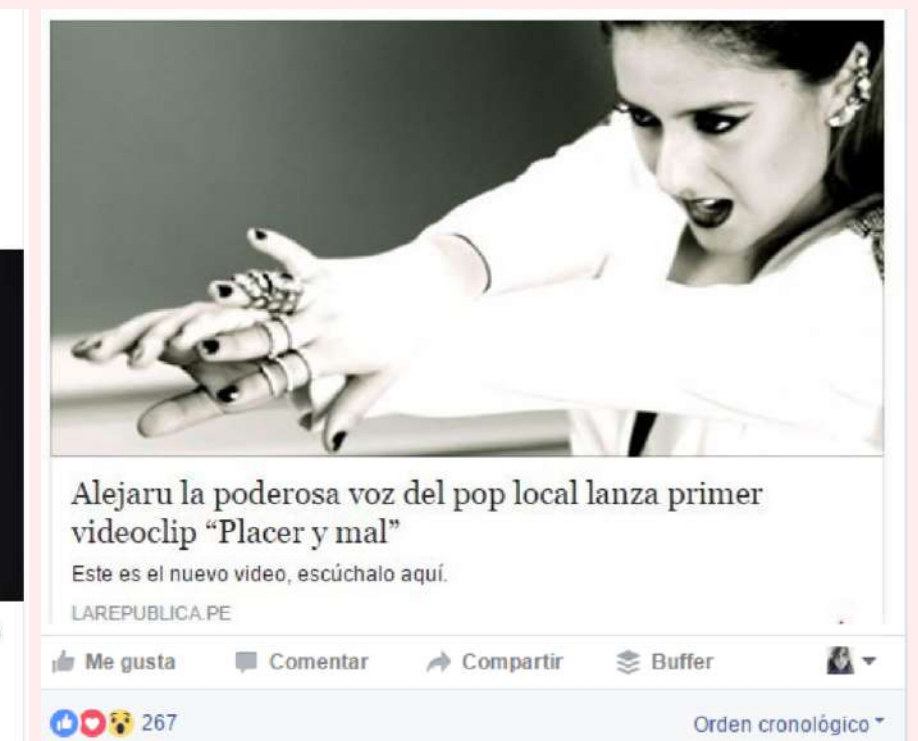 Alejaru la poderosa voz del pop local lanza primer
videoclip “Placer y mal”
Este es el nuevo video, escúchalo aquí.
LAREPUBLICA.PE
Me gusta Comentar Compartir Buffer
267 Orden cronológico